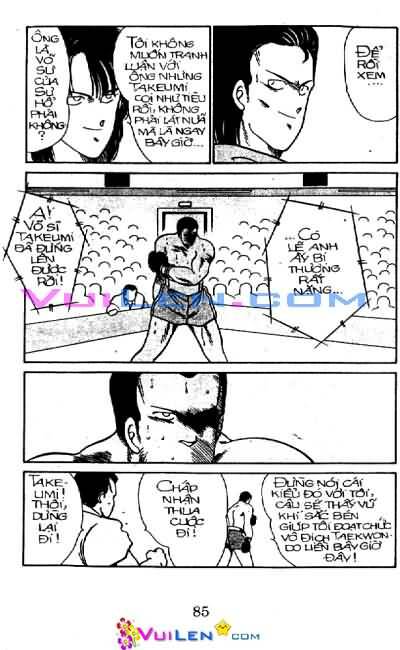 ÔNG
LÀ
VÕ
SƯ
CỦA
SƯ
HỔ
PHẢI
KHÔNG?
TÔI KHÔNG
MUỐN TRANH
LUẬN VỚI
ÔNG NHƯNG
TAKEUMI
COI NHƯ TIÊU
RỒI, KHÔNG
PHẢI LÁT NỮA
MÀ LÀ NGAY
BÂY GIỜ...
ĐỂ
RỒI
XEM
....
A!
VÕ SĨ
TAKEUMI
ĐÃ ĐỨNG
LÊN
ĐƯỢC
RỒI!
...CÓ
LẼ ANH
ẤY BỊ
THƯƠNG
RẤT
NẶNG...
VuiLen.com
TAKE-
UMI!
THÔI,
DỪNG
LẠI
ĐI!
CHẤP
NHẬN
THUA
CUỘC
ĐI!
ĐỪNG NÓI CÁI
KIỂU ĐÓ VỚI TÔI,
CẬU SẼ THẤY VŨ
KHÍ SẮC BÉN
GIÚP TÔI ĐOẠT CHỨC
VÔ ĐỊCH TAEKWON-
DO LIỀN BÂY GIỜ
ĐÂY!
85
VuiLen.com